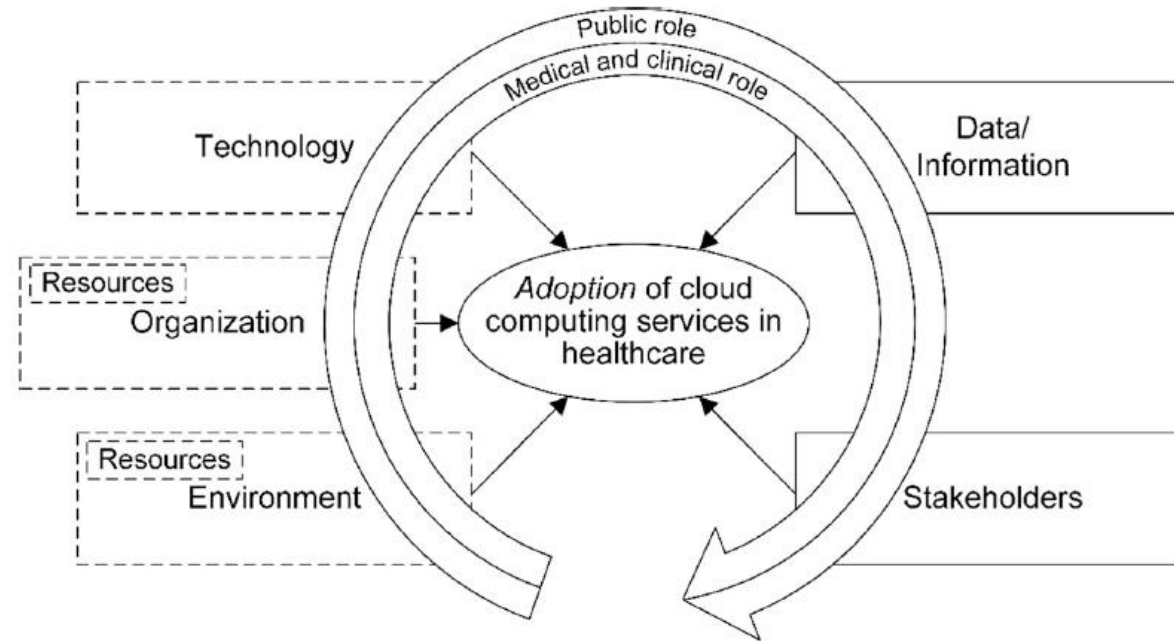 Public role
Medical and clinical role
Technology
Data/
Information
Resources
Organization
Adoption of cloud
computing services in
healthcare
Resources
Environment
Stakeholders